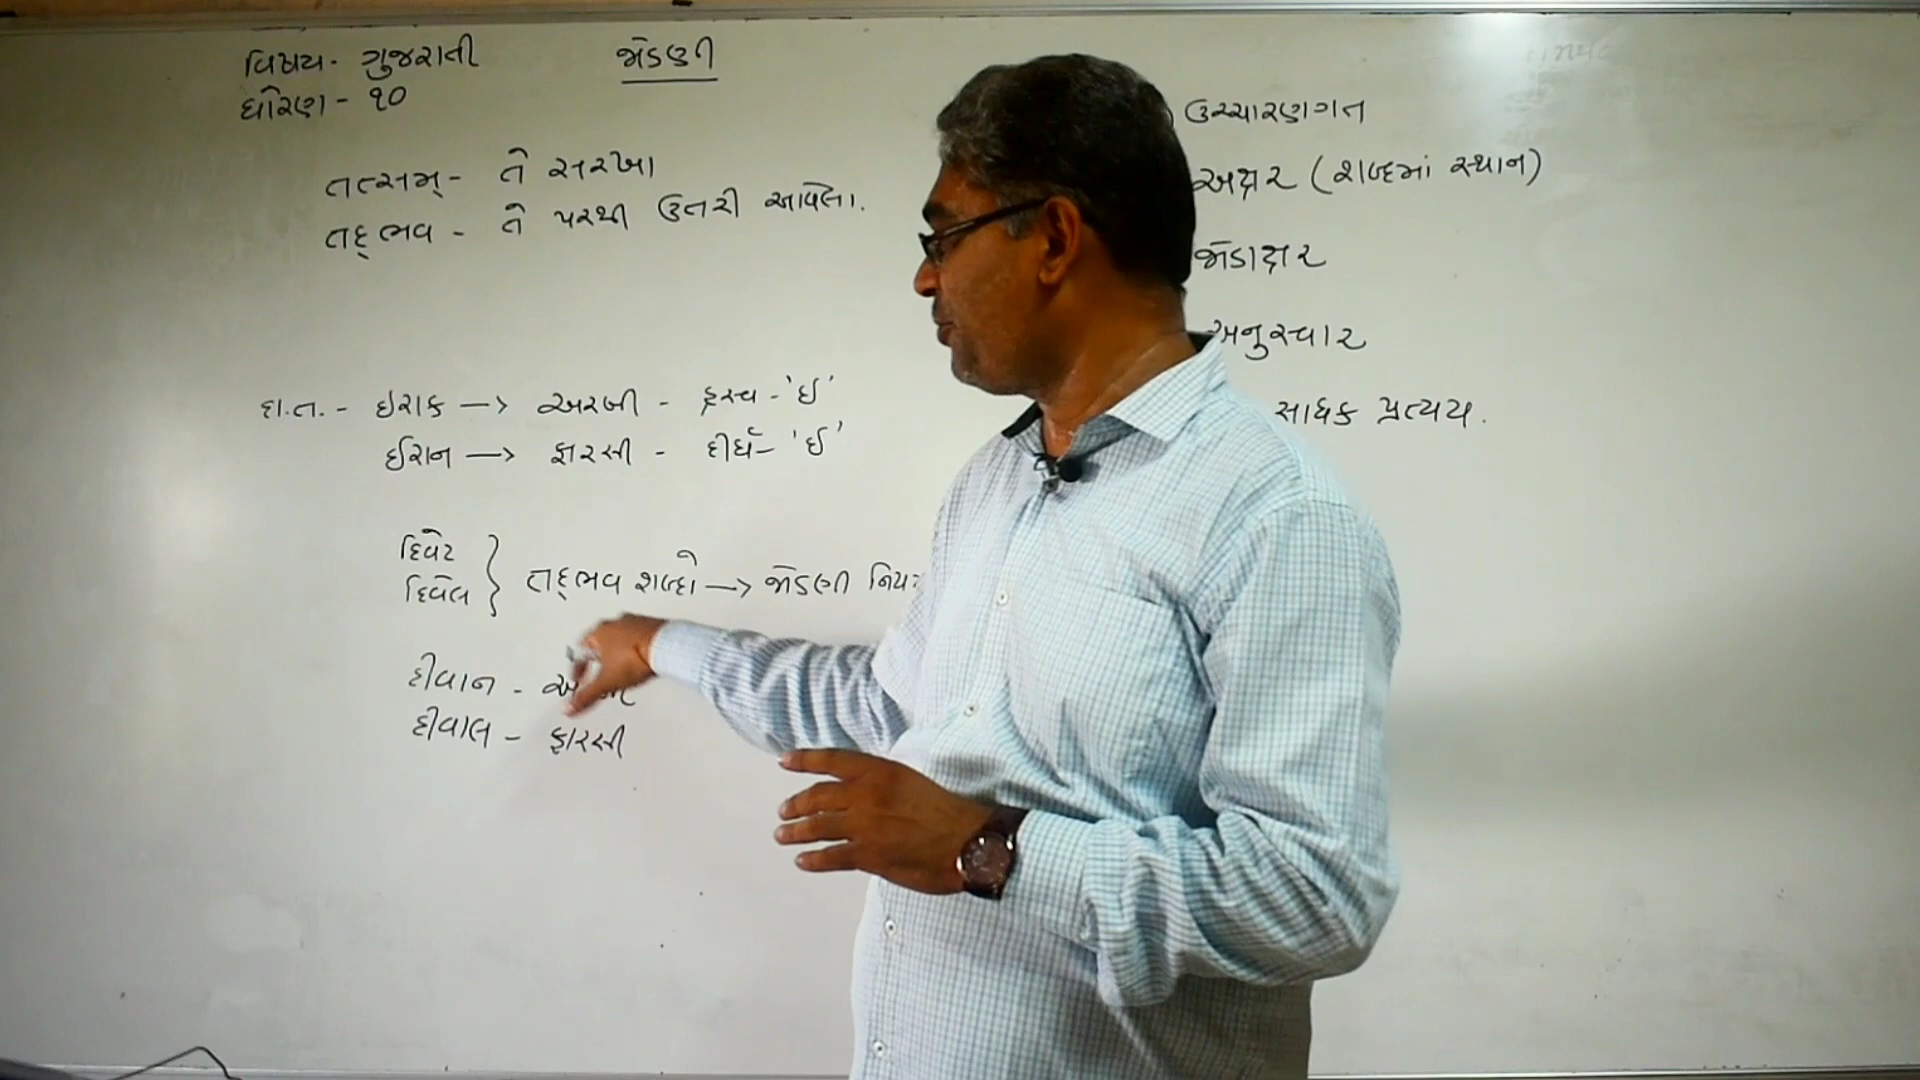 વિષય - ગુજરાતી
ધોરણ - ૧૦
જોડણી
તત્સમ્ - તે સરખા
તદ્ભવ - તે પરથી ઉતરી આવેલા.
દા.ત. - ઇરાક → અરબી - હ્રસ્વ - 'ઇ'
ઈરાન → ફારસી - દીર્ઘ - 'ઈ'
દિવેટ
દિવેલ } તદ્ભવ શબ્દો → જોડણી
દીવાન -
દીવાલ - ફારસી
ઉચ્ચારણગત
અક્ષર (શબ્દમાં સ્થાન)
જોડાક્ષર
અનુસ્વાર
સાધક પ્રત્યય.